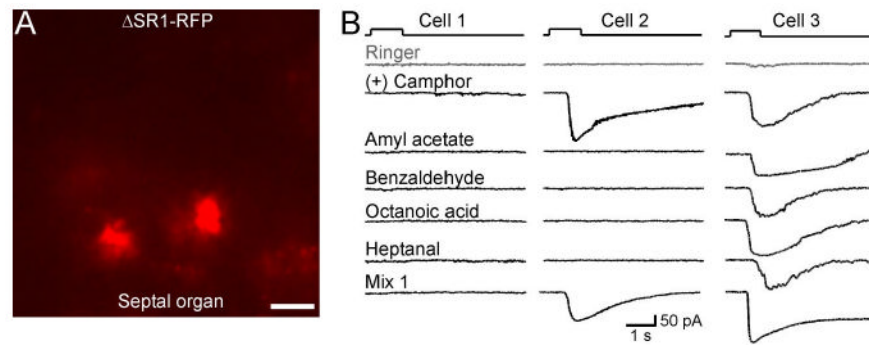 A
ΔSR1-RFP
Septal organ
B
Cell 1 Cell 2 Cell 3
Ringer
(+) Camphor
Amyl acetate
Benzaldehyde
Octanoic acid
Heptanal
Mix 1
50 pA
1 s